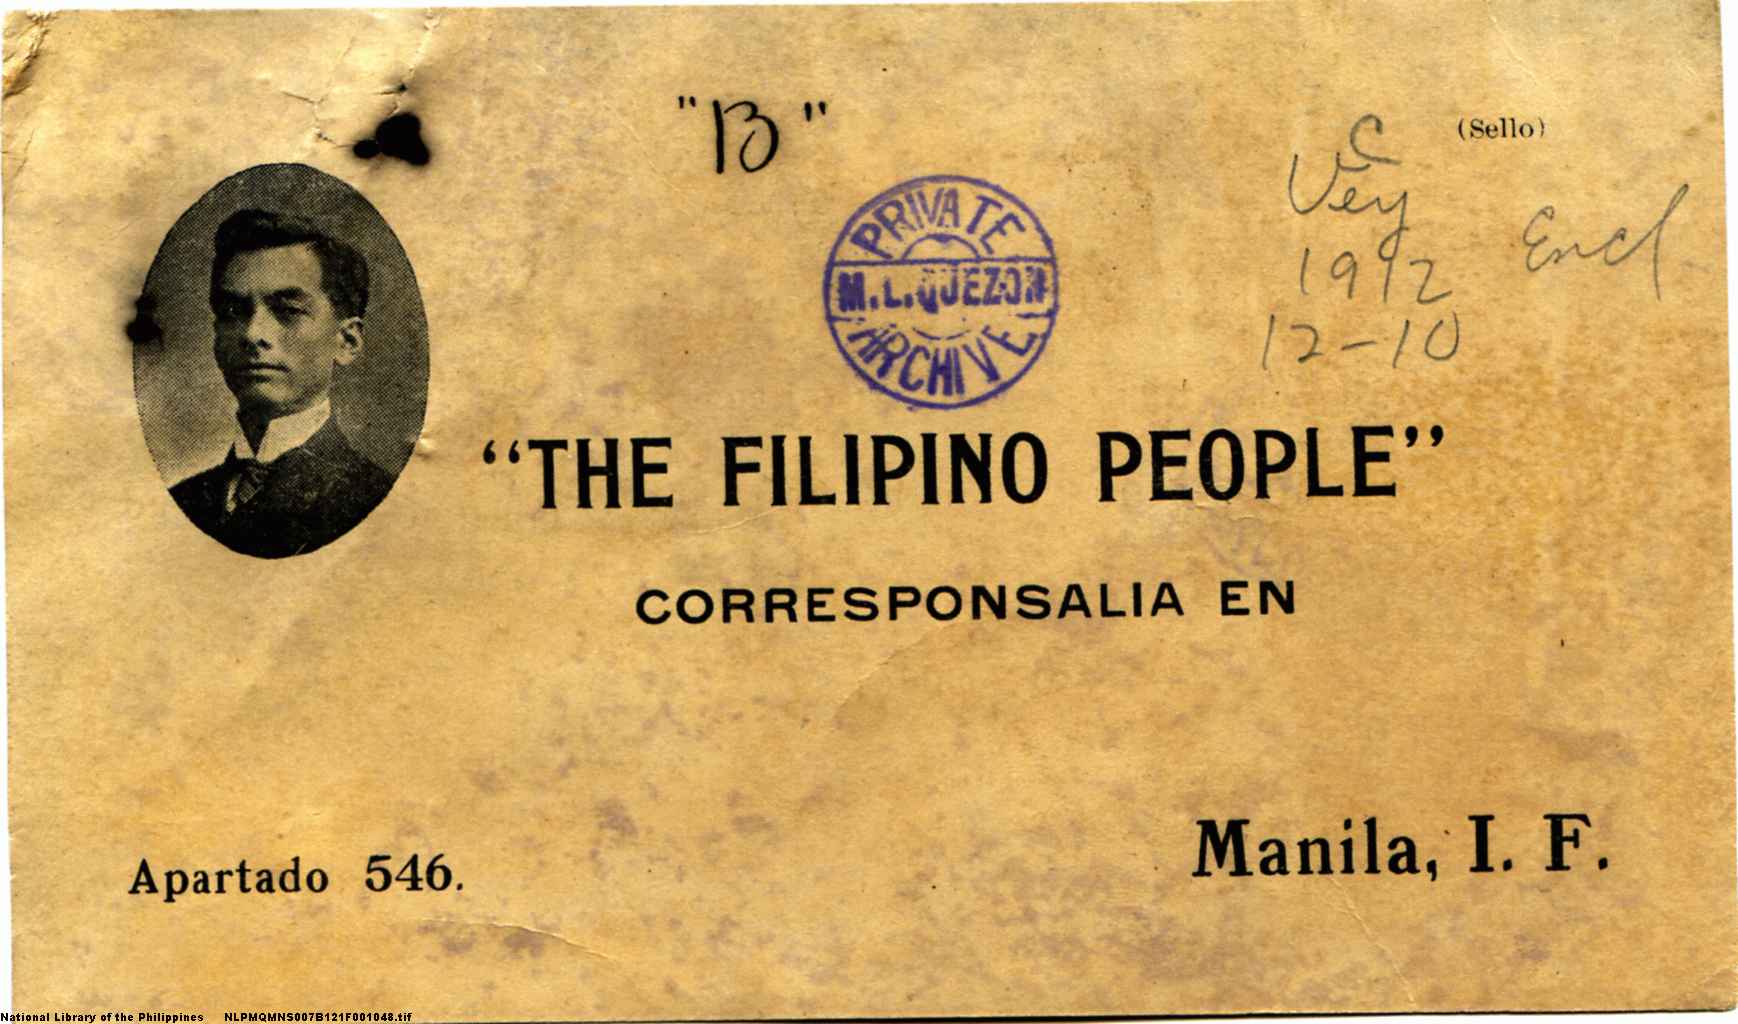 "B"
(Sello)
C
Vey
1912
Encl
12-10
PRIVATE
M. L. QUEZON
ARCHIVE
“THE FILIPINO PEOPLE”
CORRESPONSALIA EN
Apartado 546.
Manila, I. F.
National Library of the Philippines NLPMQMNS007B121F001048.tif